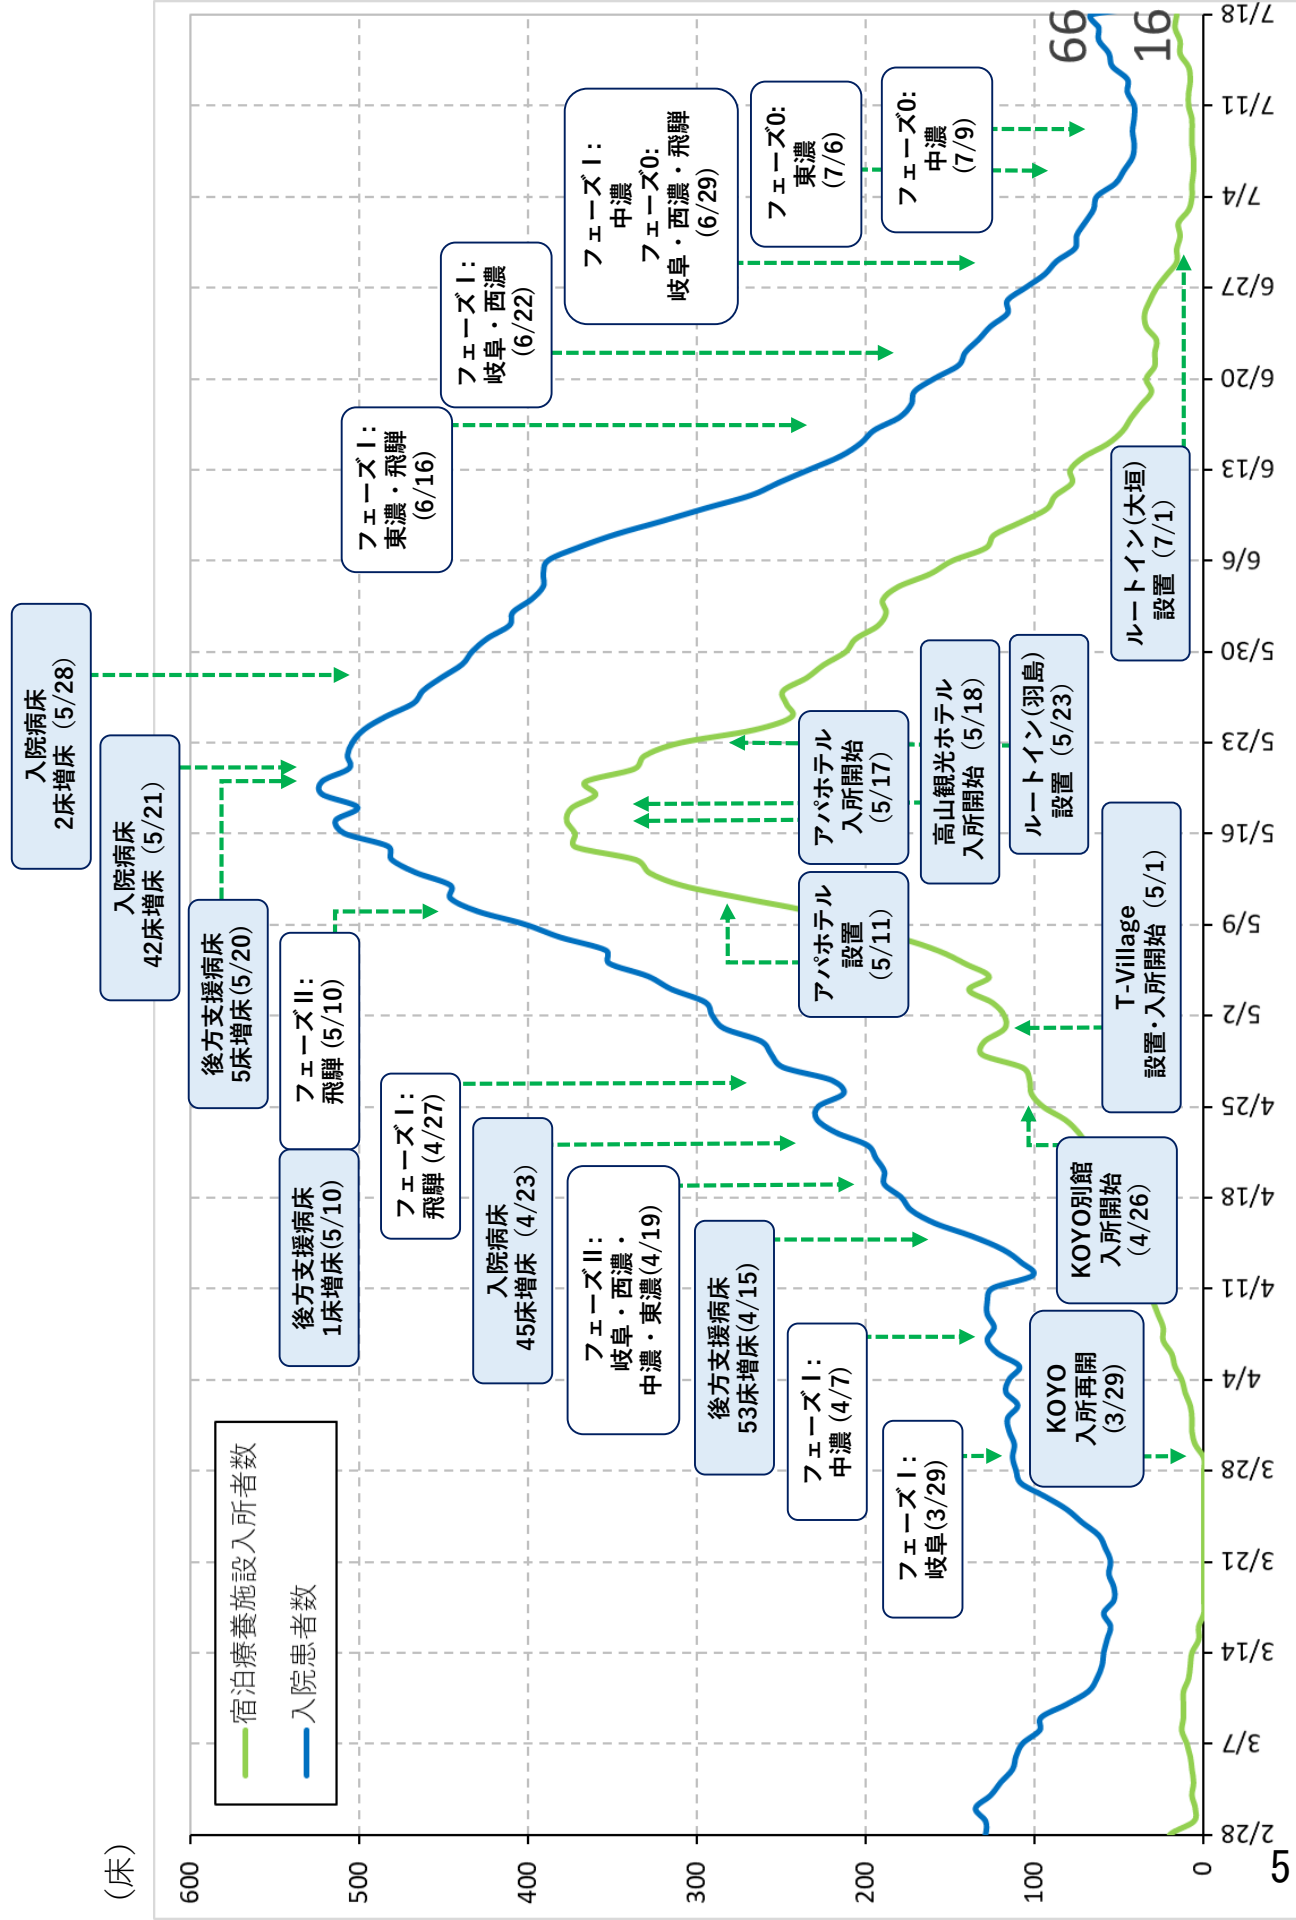 (床)
600
500
400
300
200
100
0
宿泊療養施設入所者数
入院患者数
フェーズⅠ:
岐阜(3/29)
KOYO
入所再開
(3/29)
フェーズⅠ:
中濃 (4/7)
後方支援病床
53床増床(4/15)
フェーズⅡ:
岐阜・西濃・
中濃・東濃(4/19)
入院病床
45床増床 (4/23)
KOYO別館
入所開始
(4/26)
フェーズⅠ:
飛騨 (4/27)
T-Village
設置・入所開始 (5/1)
後方支援病床
1床増床(5/10)
フェーズⅡ:
飛騨 (5/10)
アパホテル
設置
(5/11)
アパホテル
入所開始
(5/17)
高山観光ホテル
入所開始 (5/18)
後方支援病床
5床増床(5/20)
入院病床
42床増床 (5/21)
ルートイン(羽島)
設置 (5/23)
入院病床
2床増床 (5/28)
フェーズⅠ:
東濃・飛騨
(6/16)
フェーズⅠ:
岐阜・西濃
(6/22)
フェーズⅠ:
中濃
フェーズ0:
岐阜・西濃・飛騨
(6/29)
ルートイン(大垣)
設置 (7/1)
フェーズ0:
東濃
(7/6)
フェーズ0:
中濃
(7/9)
66
16
2/28
3/7
3/14
3/21
3/28
4/4
4/11
4/18
4/25
5/2
5/9
5/16
5/23
5/30
6/6
6/13
6/20
6/27
7/4
7/11
7/18
5